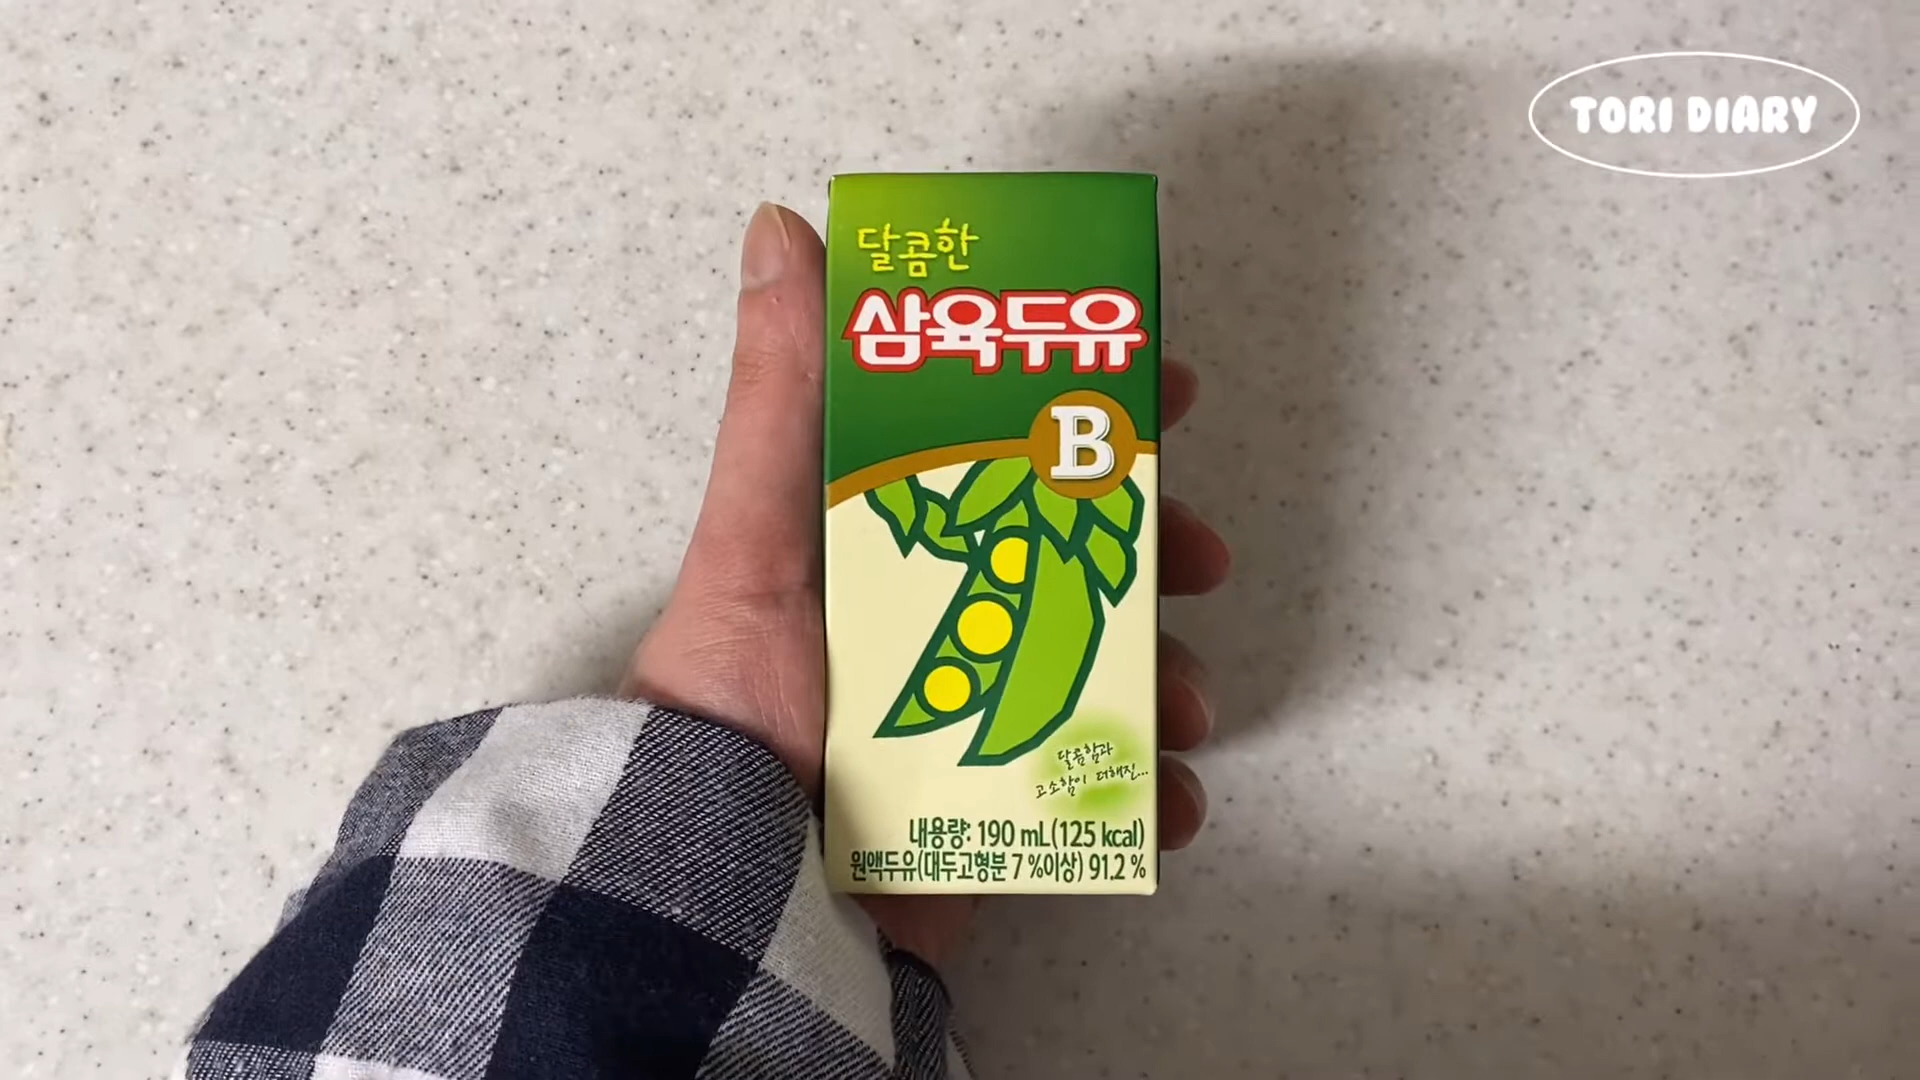 TORI DIARY
달콤한
삼육두유
B
달콤함과
고소함이 더해진...
내용량: 190 mL(125 kcal)
원액두유(대두고형분 7 %이상) 91.2 %